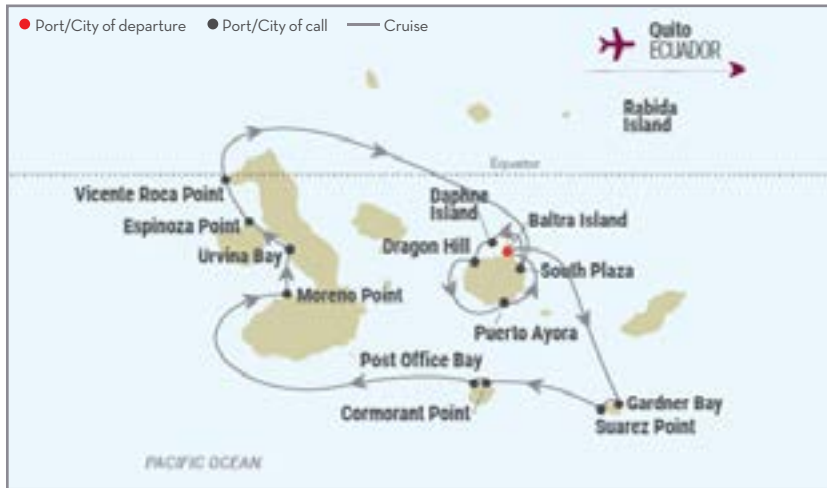 Port/City of departure
Port/City of call
Cruise
Quito
ECUADOR
Rabida
Island
Equator
Vicente Roca Point
Daphne
Island
Baltra Island
Espinoza Point
Dragon Hill
Urvina Bay
South Plaza
Moreno Point
Puerto Ayora
Post Office Bay
Cormorant Point
Gardner Bay
Suarez Point
PACIFIC OCEAN